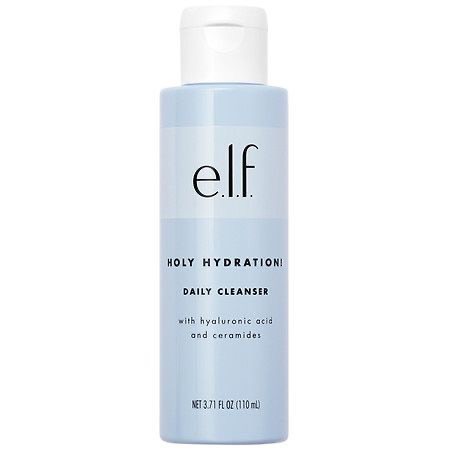 e.l.f.
HOLY HYDRATION!
DAILY CLEANSER
with hyaluronic acid
and ceramides
NET 3.71 FL OZ (110 mL)